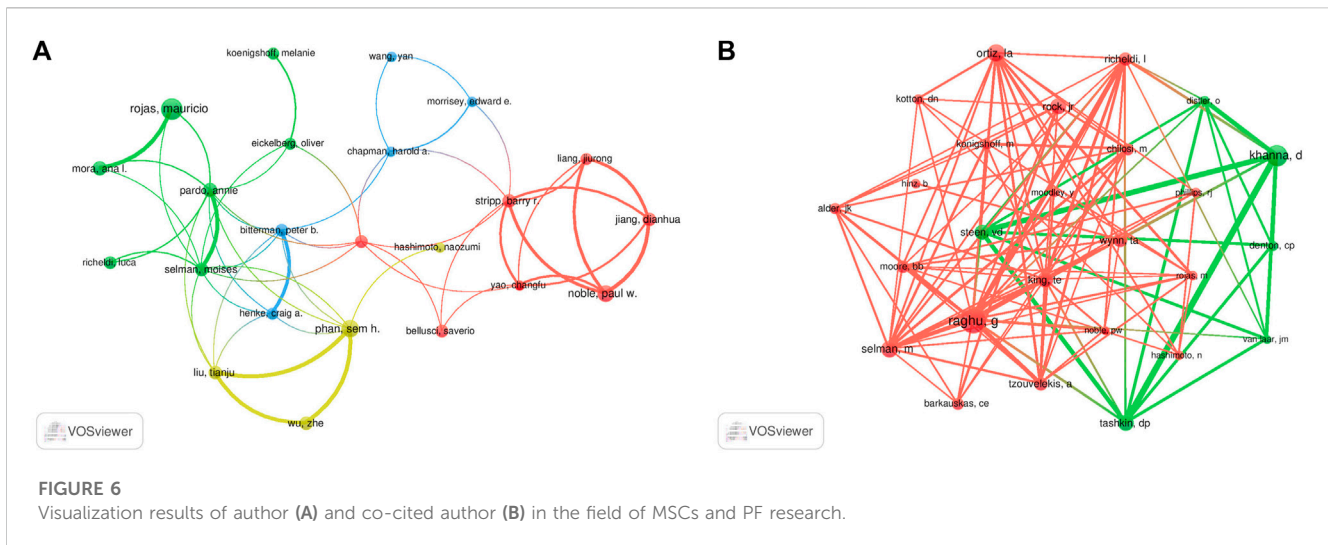 A
koenigshoff, melanie
wang, yan
rojas, mauricio
morrisey, edward e.
eickelberg, oliver
chapman, harold a.
liang, jiurong
mora, ana l.
pardo, annie
stripp, barry r.
jiang, dianhua
bitterman, peter b.
hashimoto, naozumi
richeldi, luca
selman, moises
yao, changfu
noble, paul w.
henke, craig a.
phan, sem h.
bellusci, saverio
liu, tianju
wu, zhe
VOSviewer
B
ortiz, la
richeldi, l
kotton, dn
rock, jr
distler, o
konigshoff, m
chilosi, m
khanna, d
hinz, b
moodley, y
phillips, rj
alder, jk
steen, vd
wynn, ta
denton, cp
moore, bb
king, te
rojas, m
raghu, g
noble, pw
van laar, jm
selman, m
hashimoto, n
tzouvelekis, a
barkauskas, ce
tashkin, dp
VOSviewer
FIGURE 6
Visualization results of author (A) and co-cited author (B) in the field of MSCs and PF research.